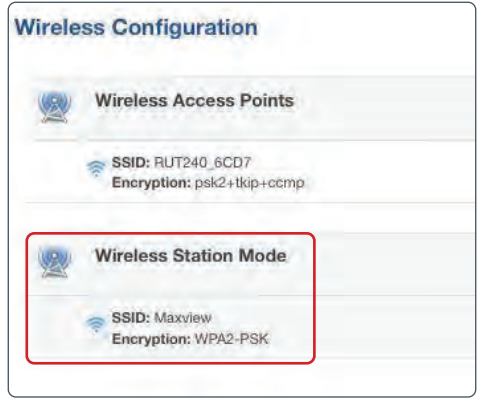 Wireless Configuration
Wireless Access Points
SSID: RUT240_6CD7
Encryption: psk2+tkip+ccmp
Wireless Station Mode
SSID: Maxview
Encryption: WPA2-PSK